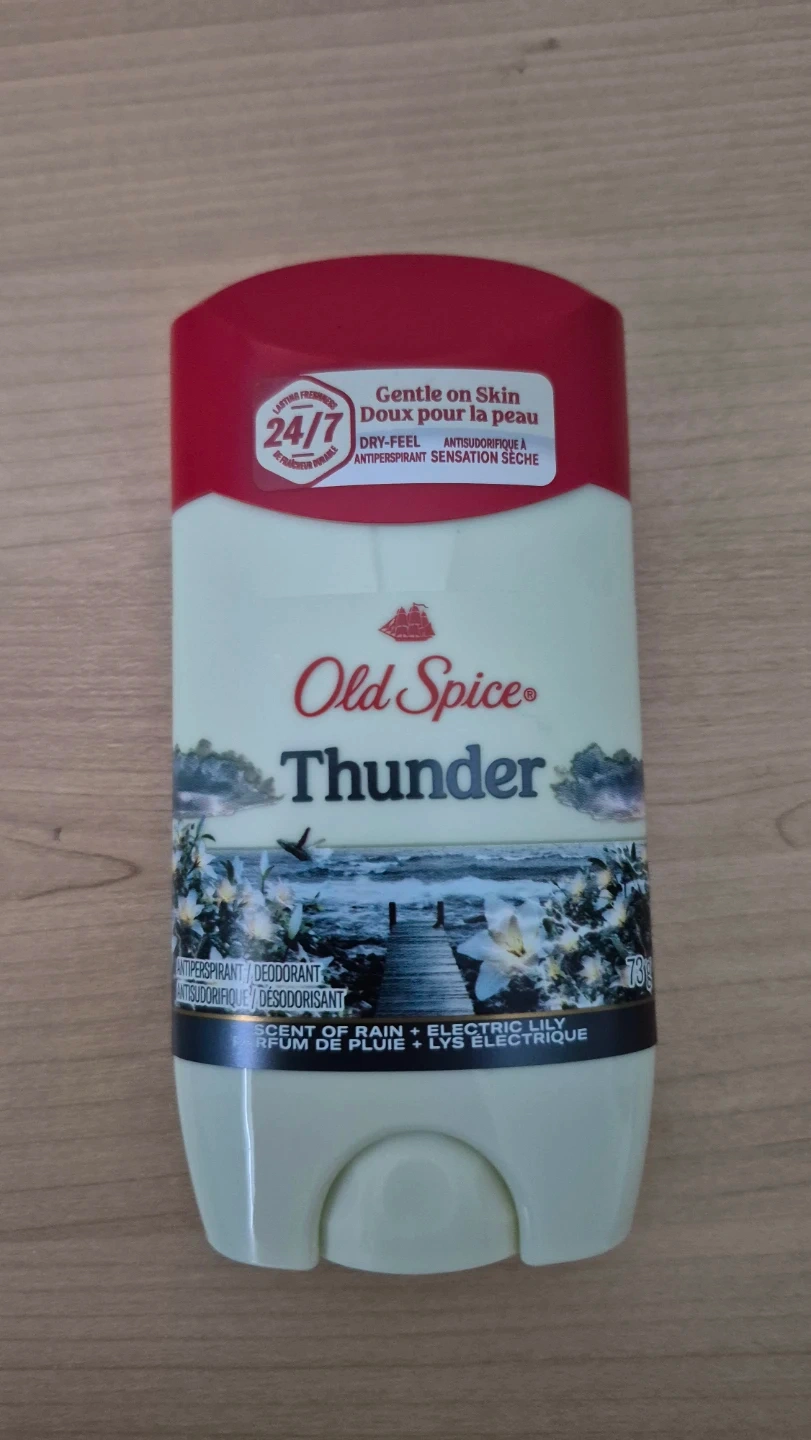 LASTING FRESHNESS
24/7
DE FRAÎCHEUR DURABLE
Gentle on Skin
Doux pour la peau
DRY-FEEL
ANTIPERSPIRANT
ANTISUDORIFIQUE À
SENSATION SÈCHE
Old Spice®
Thunder
ANTIPERSPIRANT / DEODORANT
ANTISUDORIFIQUE / DÉSODORISANT
73 g
SCENT OF RAIN + ELECTRIC LILY
PARFUM DE PLUIE + LYS ÉLECTRIQUE